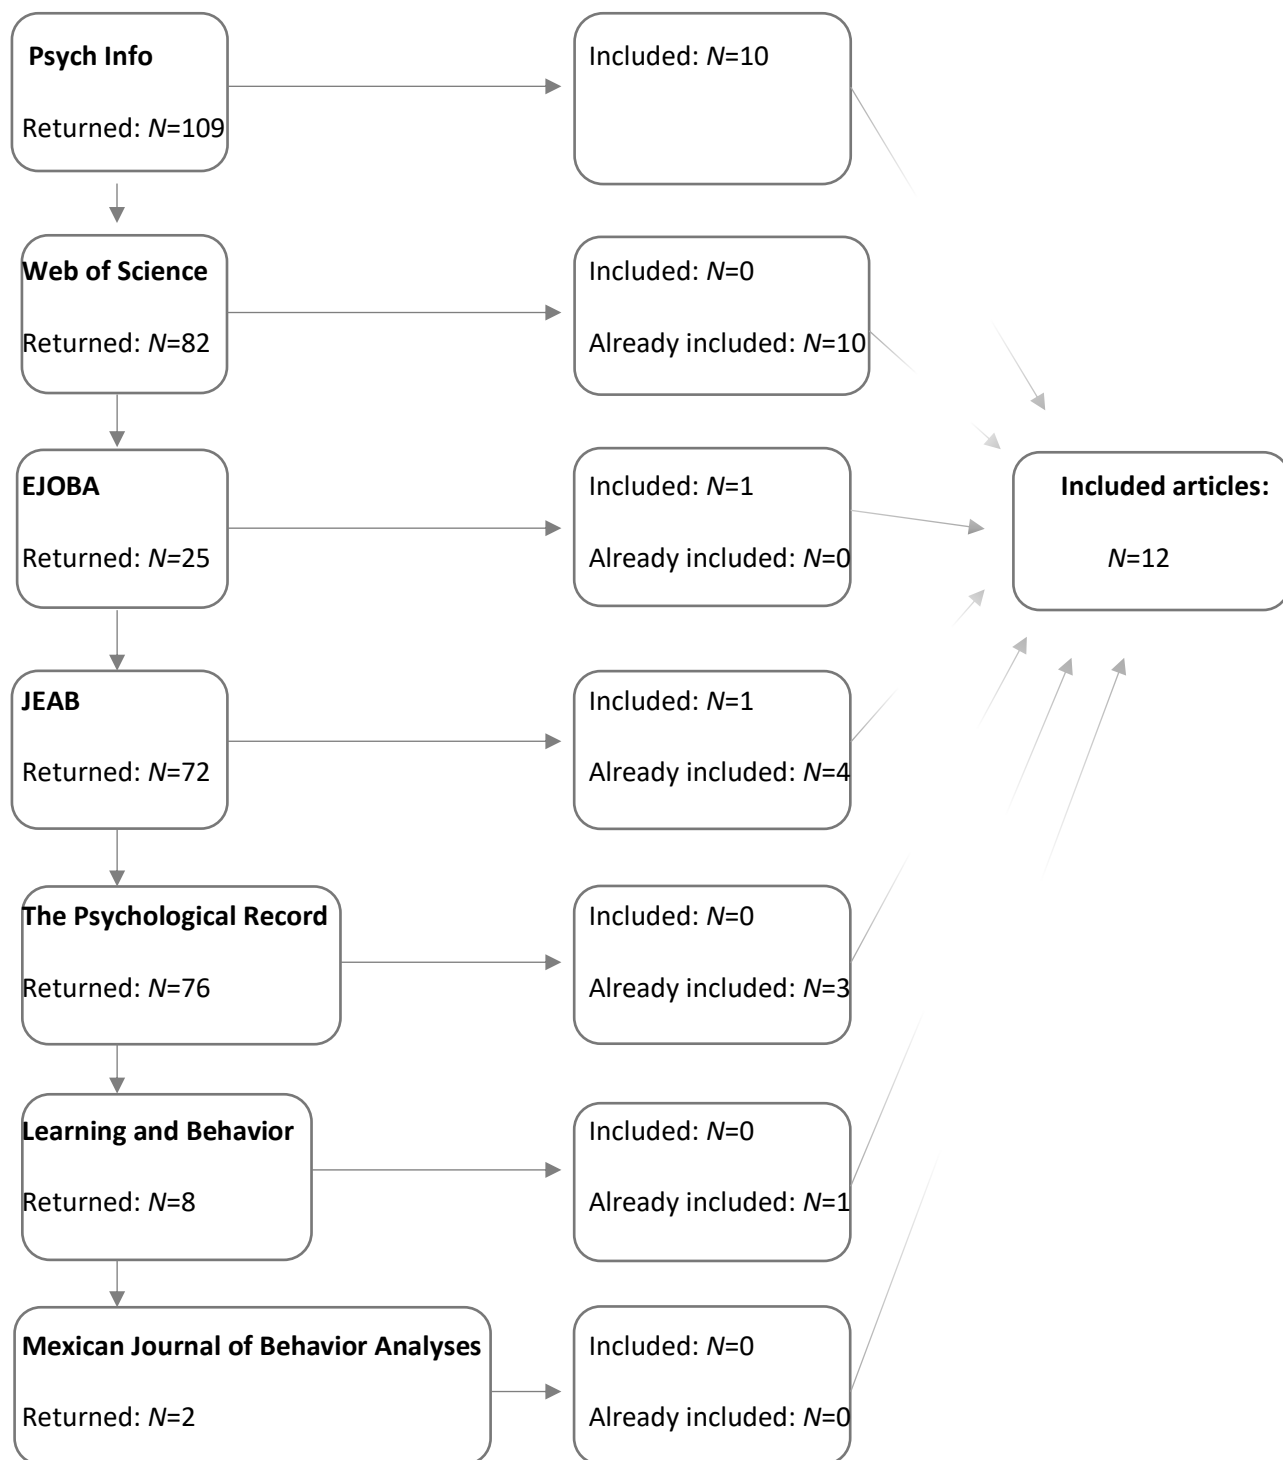 Psych Info
Returned: N=109
Included: N=10
Web of Science
Returned: N=82
Included: N=0
Already included: N=10
EJOBA
Returned: N=25
Included: N=1
Already included: N=0
Included articles:
N=12
JEAB
Returned: N=72
Included: N=1
Already included: N=4
The Psychological Record
Returned: N=76
Included: N=0
Already included: N=3
Learning and Behavior
Returned: N=8
Included: N=0
Already included: N=1
Mexican Journal of Behavior Analyses
Returned: N=2
Included: N=0
Already included: N=0